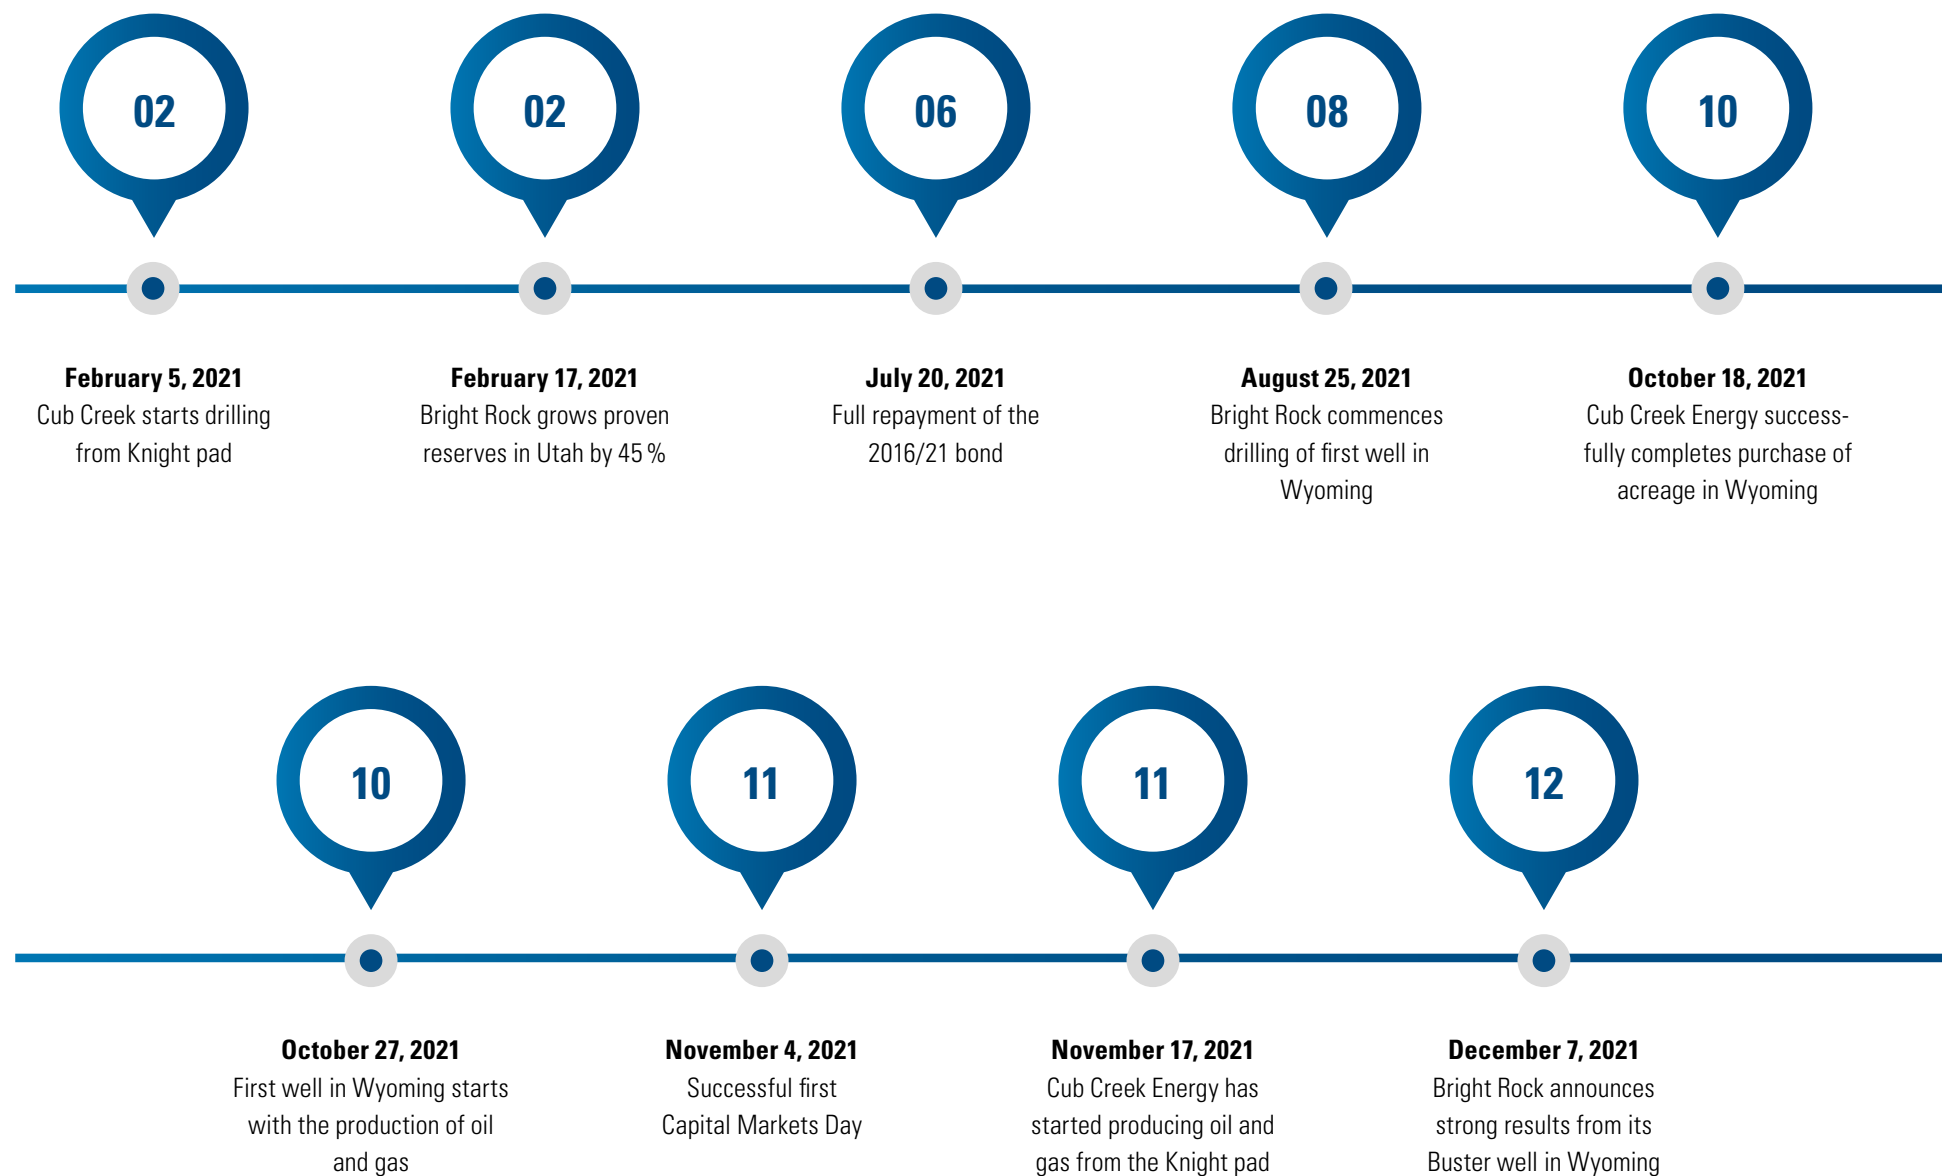 02
02
06
08
10
February 5, 2021
Cub Creek starts drilling
from Knight pad
February 17, 2021
Bright Rock grows proven
reserves in Utah by 45 %
July 20, 2021
Full repayment of the
2016/21 bond
August 25, 2021
Bright Rock commences
drilling of first well in
Wyoming
October 18, 2021
Cub Creek Energy success-
fully completes purchase of
acreage in Wyoming
10
11
11
12
October 27, 2021
First well in Wyoming starts
with the production of oil
and gas
November 4, 2021
Successful first
Capital Markets Day
November 17, 2021
Cub Creek Energy has
started producing oil and
gas from the Knight pad
December 7, 2021
Bright Rock announces
strong results from its
Buster well in Wyoming